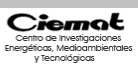 Ciemat
Centro de Investigaciones
Energéticas, Medioambientales
y Tecnológicas